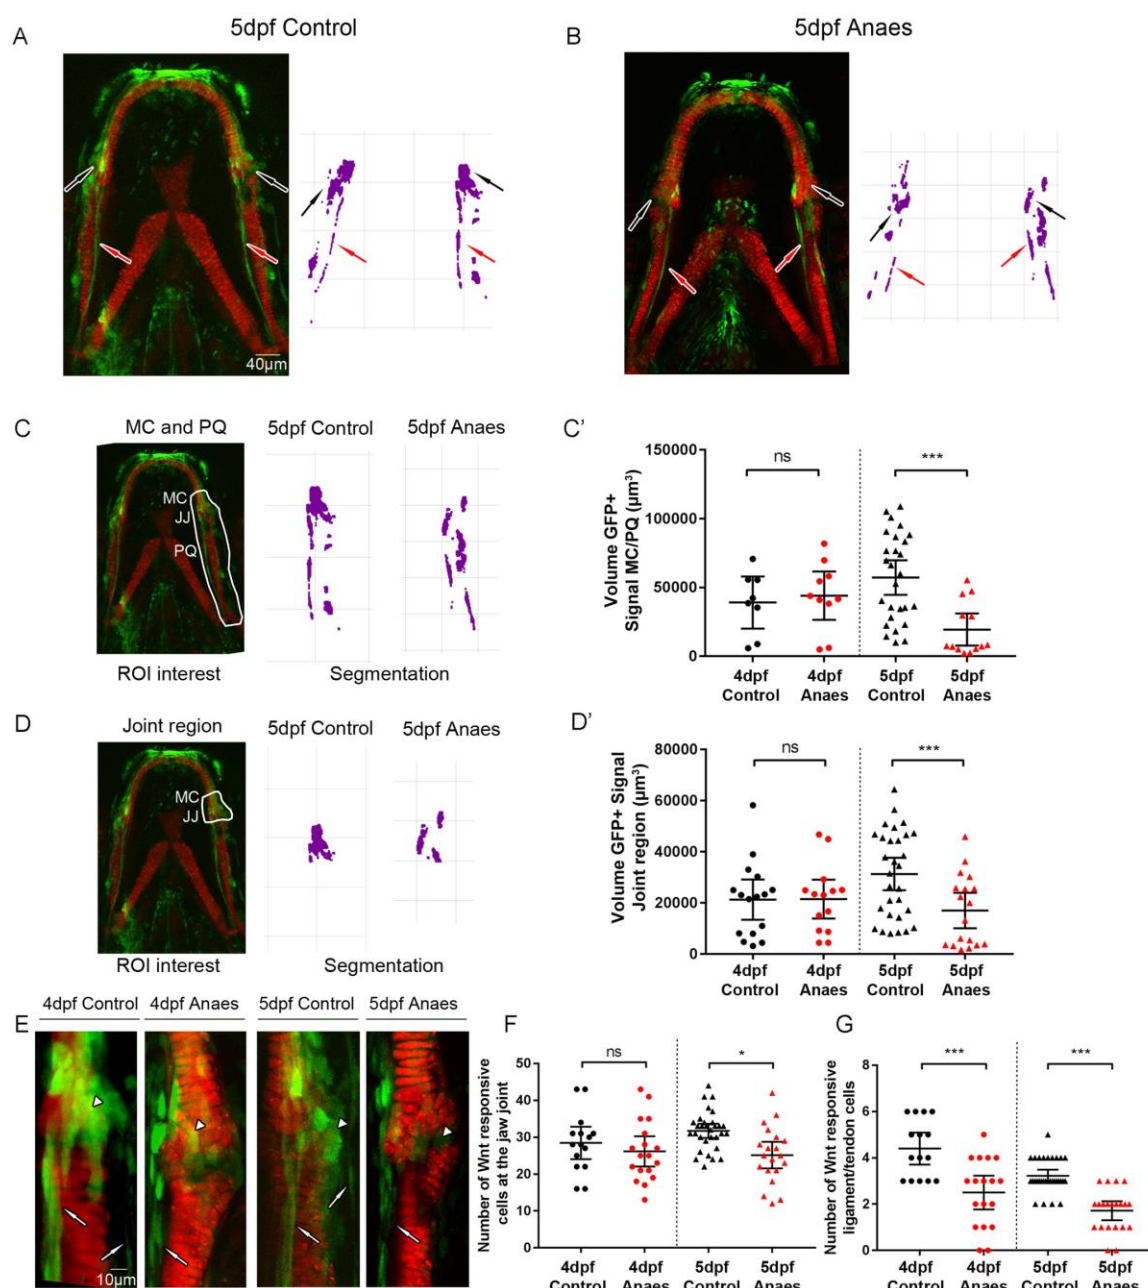 5dpf Control
5dpf Anaes
A
B
40µm
C
MC and PQ
5dpf Control
5dpf Anaes
MC
JJ
PQ
ROI interest
Segmentation
C'
Volume GFP+
Signal MC/PQ (µm³)
150000
100000
50000
0
ns
***
4dpf
Control
4dpf
Anaes
5dpf
Control
5dpf
Anaes
D
Joint region
5dpf Control
5dpf Anaes
MC
JJ
ROI interest
Segmentation
D'
Volume GFP+ Signal
Joint region (µm³)
80000
60000
40000
20000
0
ns
***
4dpf
Control
4dpf
Anaes
5dpf
Control
5dpf
Anaes
E
4dpf Control
4dpf Anaes
5dpf Control
5dpf Anaes
10µm
F
Number of Wnt responsive
cells at the jaw joint
50
40
30
20
10
0
ns
*
4dpf
Control
4dpf
Anaes
5dpf
Control
5dpf
Anaes
G
Number of Wnt responsive
ligament/tendon cells
8
6
4
2
0
***
***
4dpf
Control
4dpf
Anaes
5dpf
Control
5dpf
Anaes